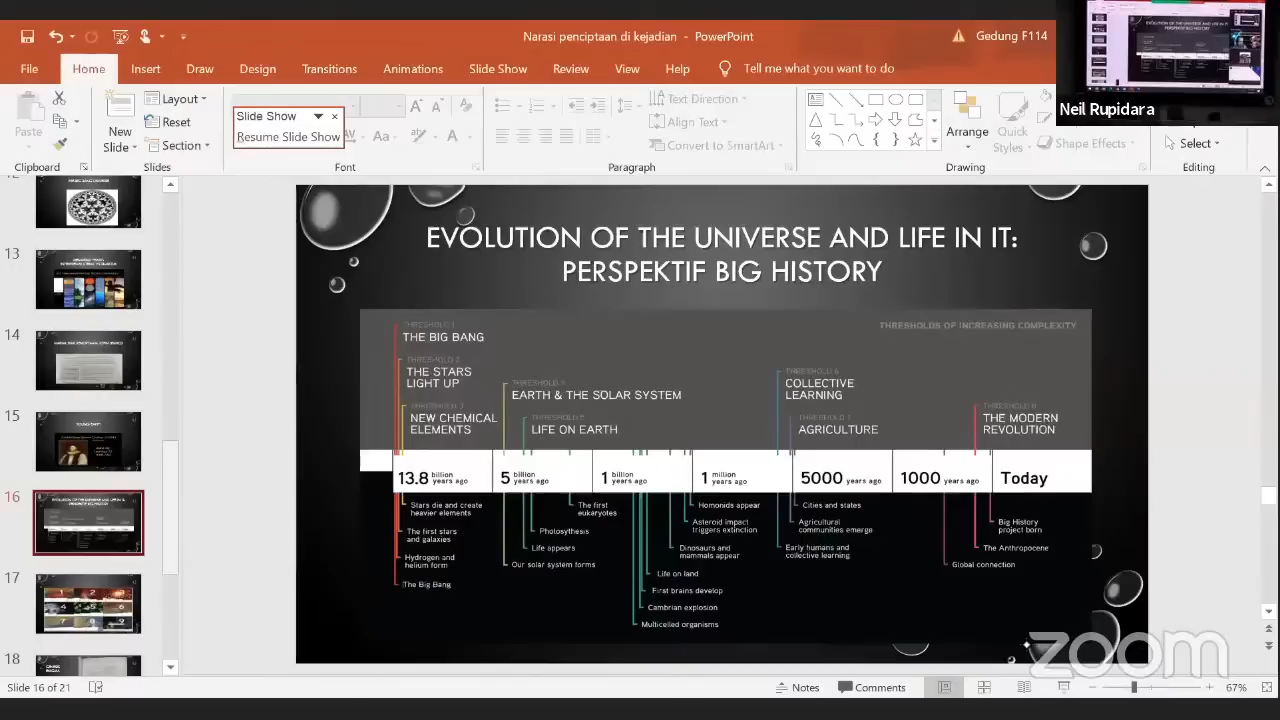 Narasi penciptaan di kejadian - PowerPoint
Gedung F114
File Home Insert Draw Design Transitions Animations Slide Show Review View Help Tell me what you want to do
Neil Rupidara
Paste
Clipboard
New Slide
Layout
Reset
Section
Slides
Slide Show
Resume Slide Show
Aa
Font
Text Direction
Align Text
Convert to SmartArt
Paragraph
Arrange
Quick Styles
Shape Effects
Drawing
Select
Editing
13
14
15
16
17
18
EVOLUTION OF THE UNIVERSE AND LIFE IN IT:
PERSPEKTIF BIG HISTORY
THRESHOLDS OF INCREASING COMPLEXITY
THRESHOLD 1
THE BIG BANG
THRESHOLD 2
THE STARS
LIGHT UP
THRESHOLD 3
NEW CHEMICAL
ELEMENTS
EARTH & THE SOLAR SYSTEM
THRESHOLD 5
LIFE ON EARTH
THRESHOLD 6
COLLECTIVE
LEARNING
THRESHOLD 7
AGRICULTURE
THRESHOLD 8
THE MODERN
REVOLUTION
13.8 billion years ago
5 billion years ago
1 billion years ago
1 million years ago
5000 years ago
1000 years ago
Today
Stars die and create
heavier elements
The first stars
and galaxies
Hydrogen and
helium form
The Big Bang
The first
eukaryotes
Photosythesis
Life appears
Our solar system forms
Homonids appear
Asteroid impact
triggers extinction
Dinosaurs and
mammals appear
Life on land
First brains develop
Cambrian explosion
Multicelled organisms
Cities and states
Agricultural
communities emerge
Early humans and
collective learning
Big History
project born
The Anthropocene
Global connection
zoom
Slide 16 of 21
Notes
Comments
67%